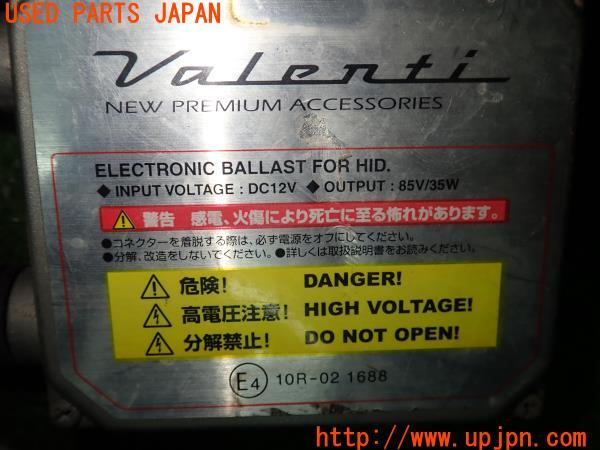 USED PARTS JAPAN
Valenti
NEW PREMIUM ACCESSORIES
ELECTRONIC BALLAST FOR HID.
◆ INPUT VOLTAGE : DC12V ◆ OUTPUT : 85V/35W
警告 感電、火傷により死亡に至る怖れがあります。
●コネクターを着脱する際は、必ず電源をオフにしてください。
●分解、改造をしないでください。●詳しくは取扱説明書をお読みください。
危険! DANGER!
高電圧注意! HIGH VOLTAGE!
分解禁止! DO NOT OPEN!
E4 10R-02 1688
http://www.upjpn.com/